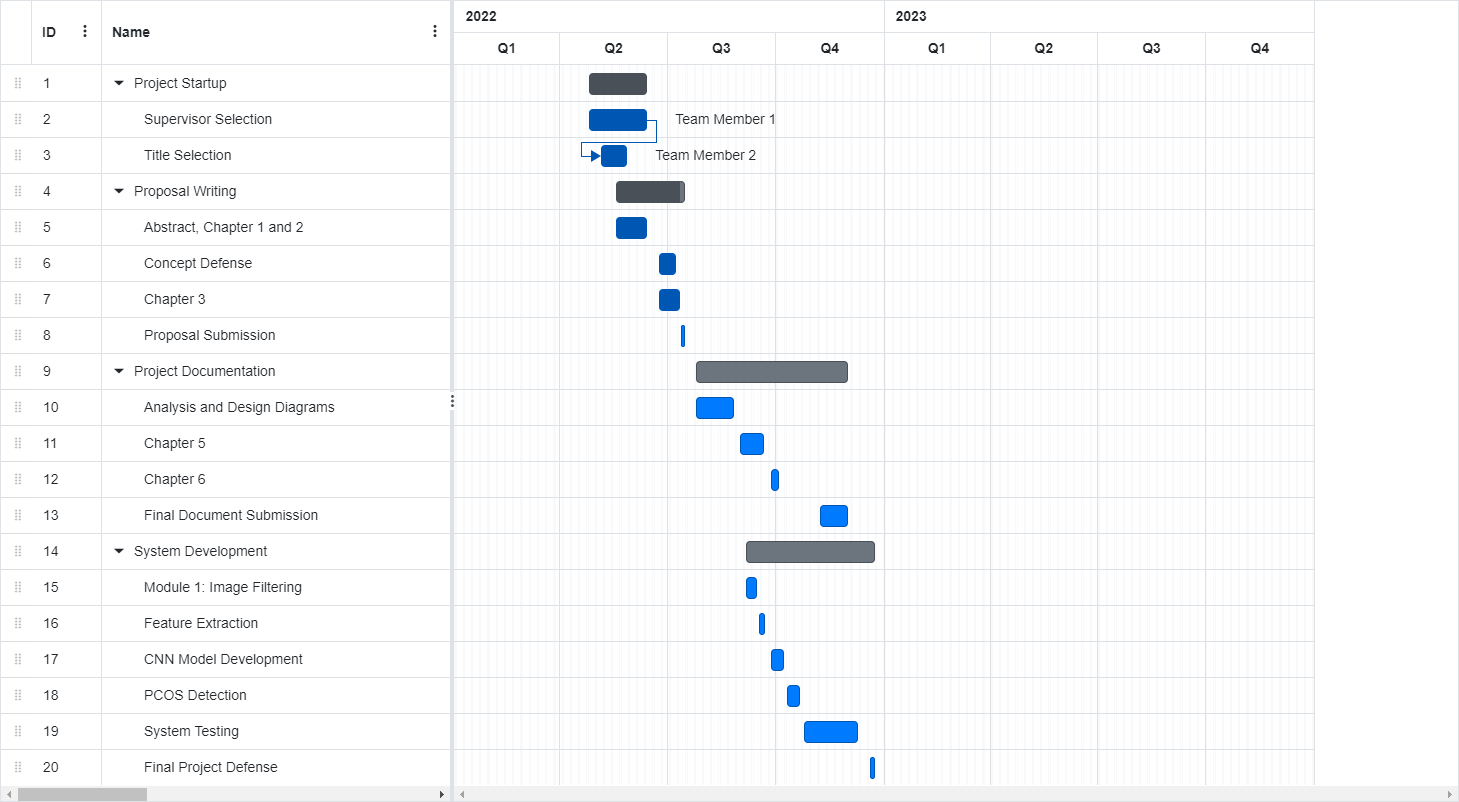 ID Name 2022 2023
Q1 Q2 Q3 Q4 Q1 Q2 Q3 Q4
1 Project Startup
2 Supervisor Selection Team Member 1
3 Title Selection Team Member 2
4 Proposal Writing
5 Abstract, Chapter 1 and 2
6 Concept Defense
7 Chapter 3
8 Proposal Submission
9 Project Documentation
10 Analysis and Design Diagrams
11 Chapter 5
12 Chapter 6
13 Final Document Submission
14 System Development
15 Module 1: Image Filtering
16 Feature Extraction
17 CNN Model Development
18 PCOS Detection
19 System Testing
20 Final Project Defense